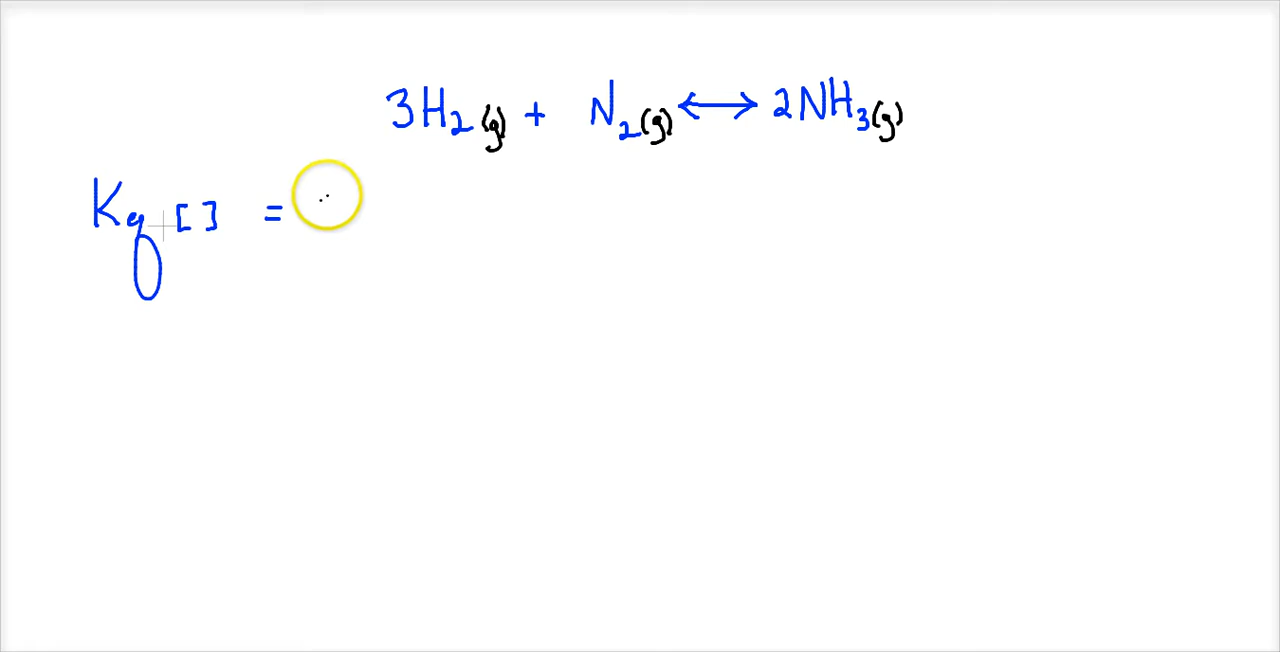 3H₂(g) + N₂(g) ⟷ 2NH₃(g)
Keq [ ] =